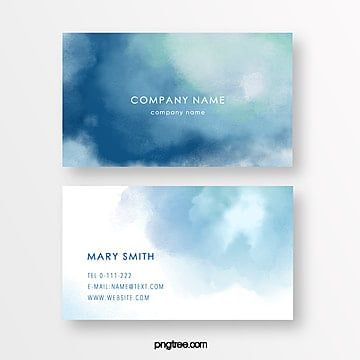 COMPANY NAME
company name
MARY SMITH
TEL 0-111-222
E-MAIL:NAME@TEXT.COM
WWW.WEBSITE.COM
pngtree.com